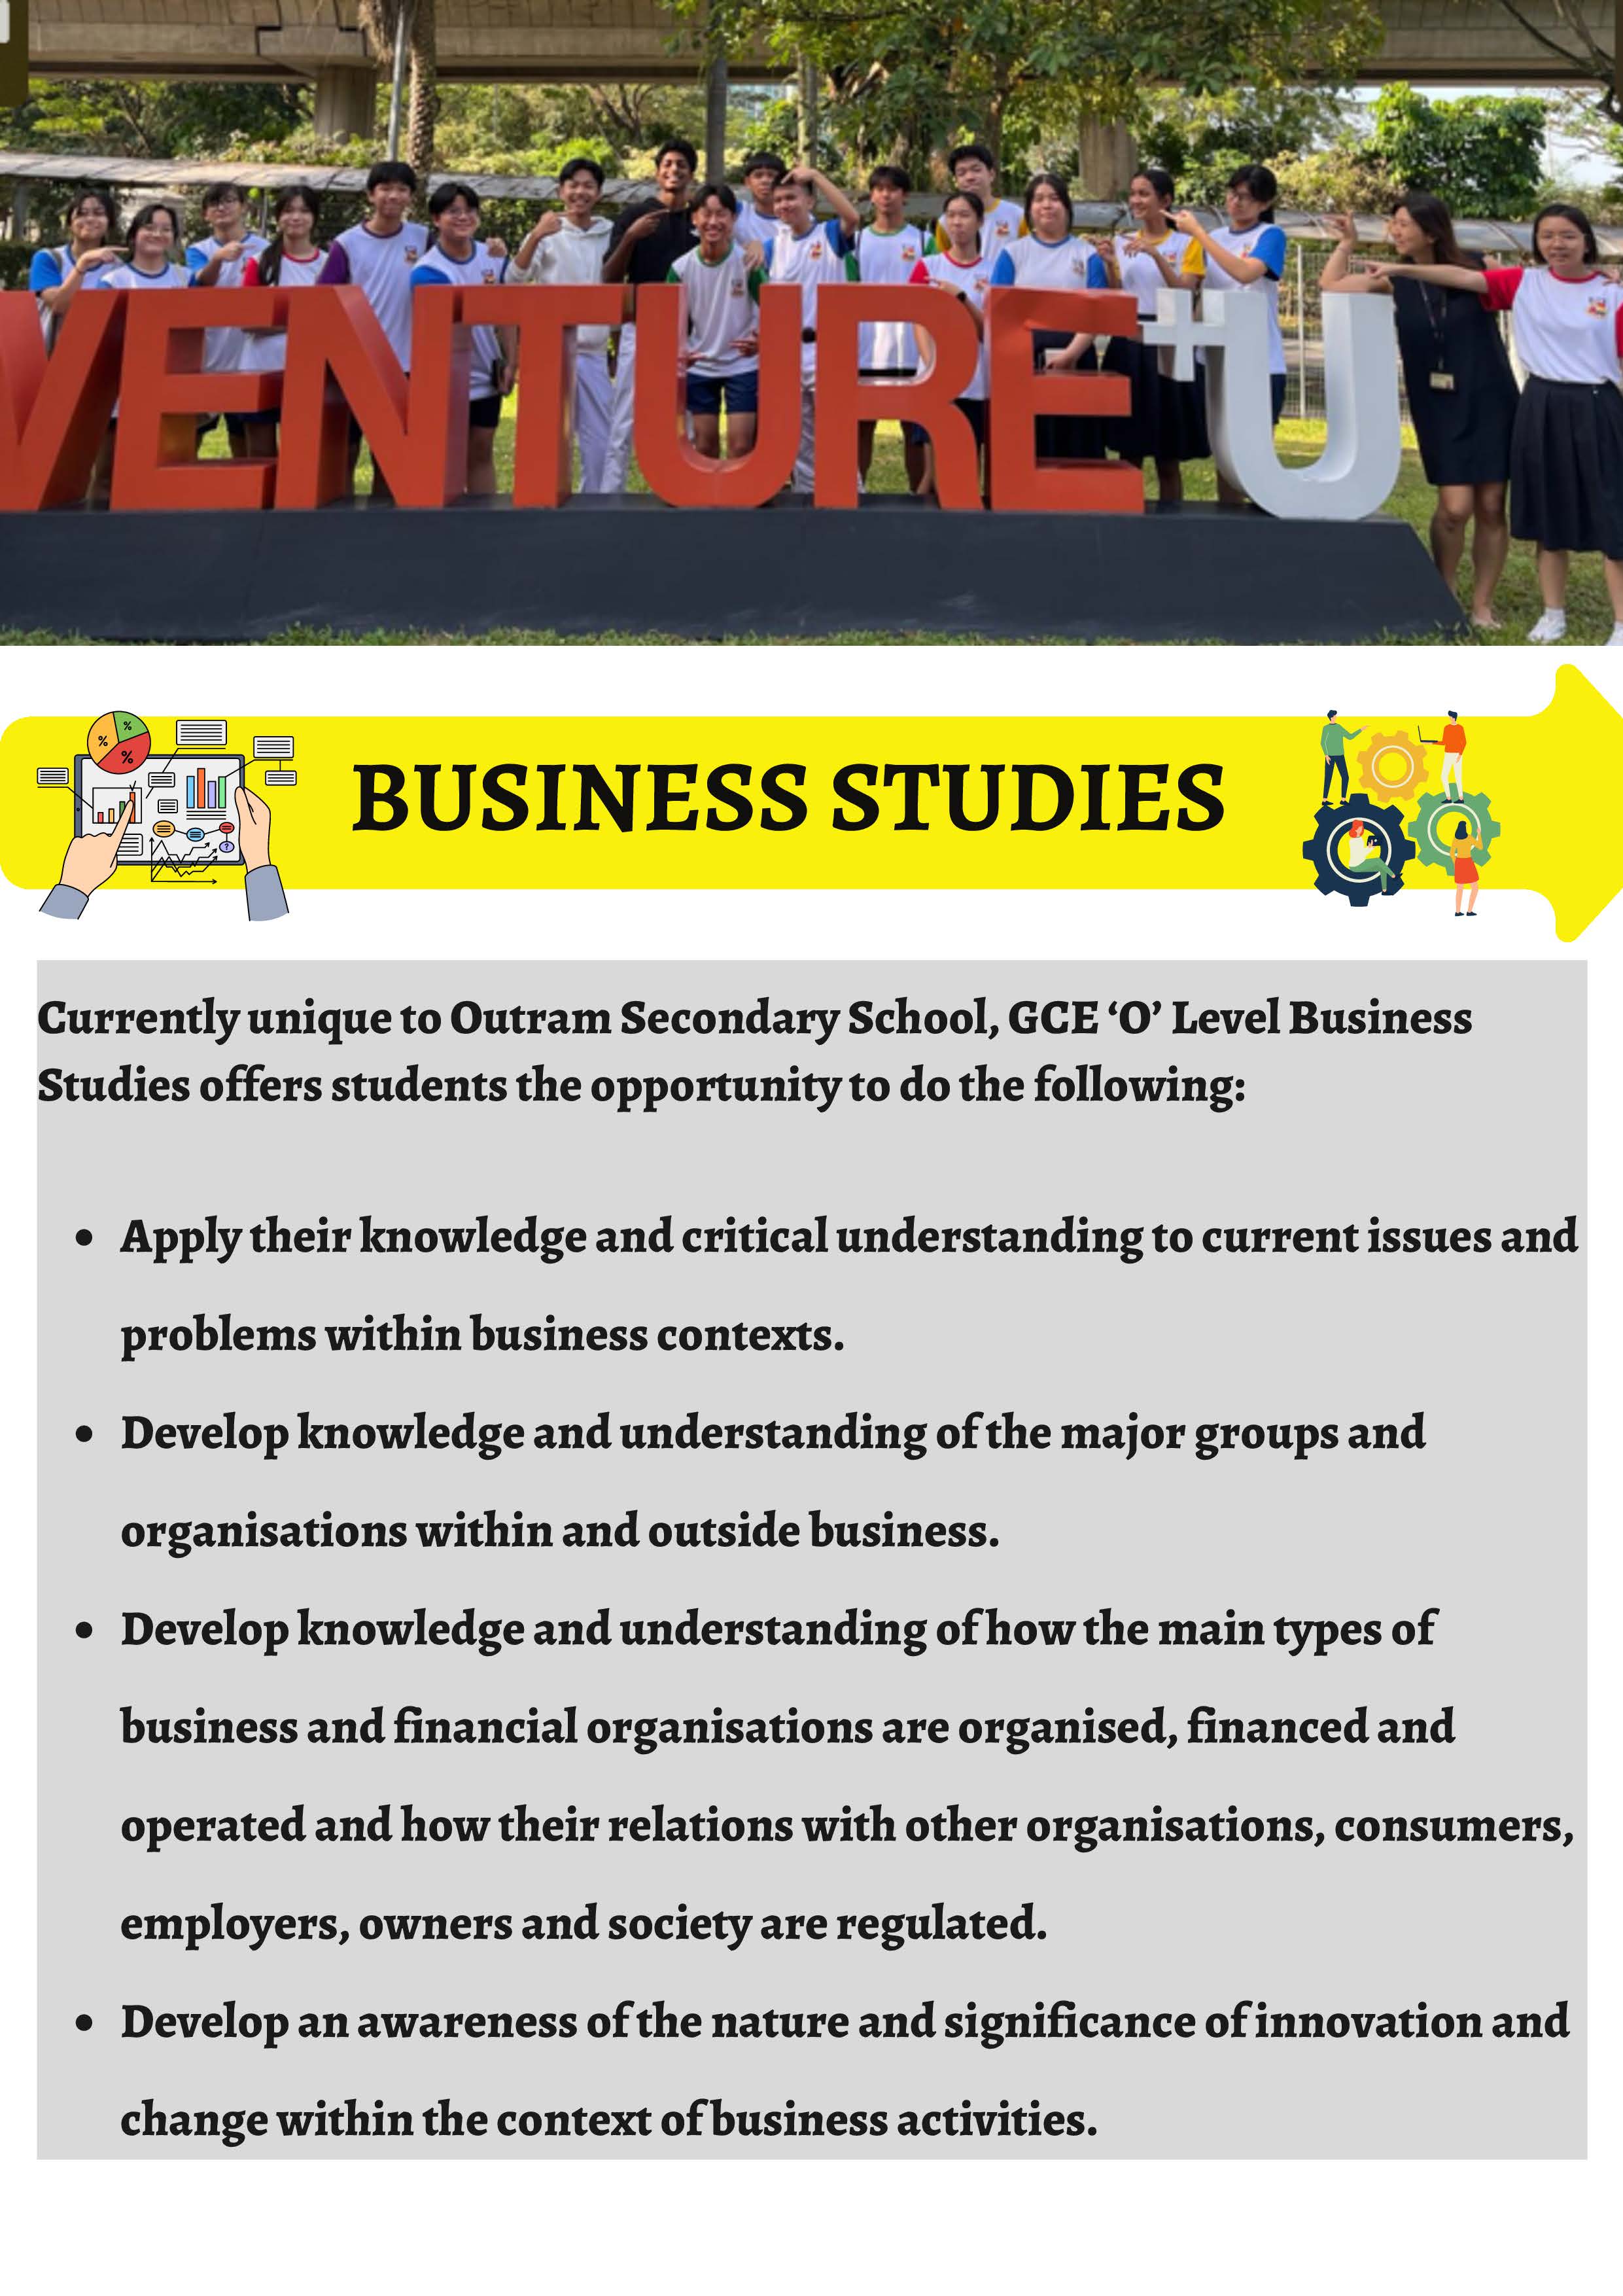 VENTURE+U
BUSINESS STUDIES
% %
%
?
Currently unique to Outram Secondary School, GCE ‘O’ Level Business
Studies offers students the opportunity to do the following:
• Apply their knowledge and critical understanding to current issues and
problems within business contexts.
• Develop knowledge and understanding of the major groups and
organisations within and outside business.
• Develop knowledge and understanding of how the main types of
business and financial organisations are organised, financed and
operated and how their relations with other organisations, consumers,
employers, owners and society are regulated.
• Develop an awareness of the nature and significance of innovation and
change within the context of business activities.